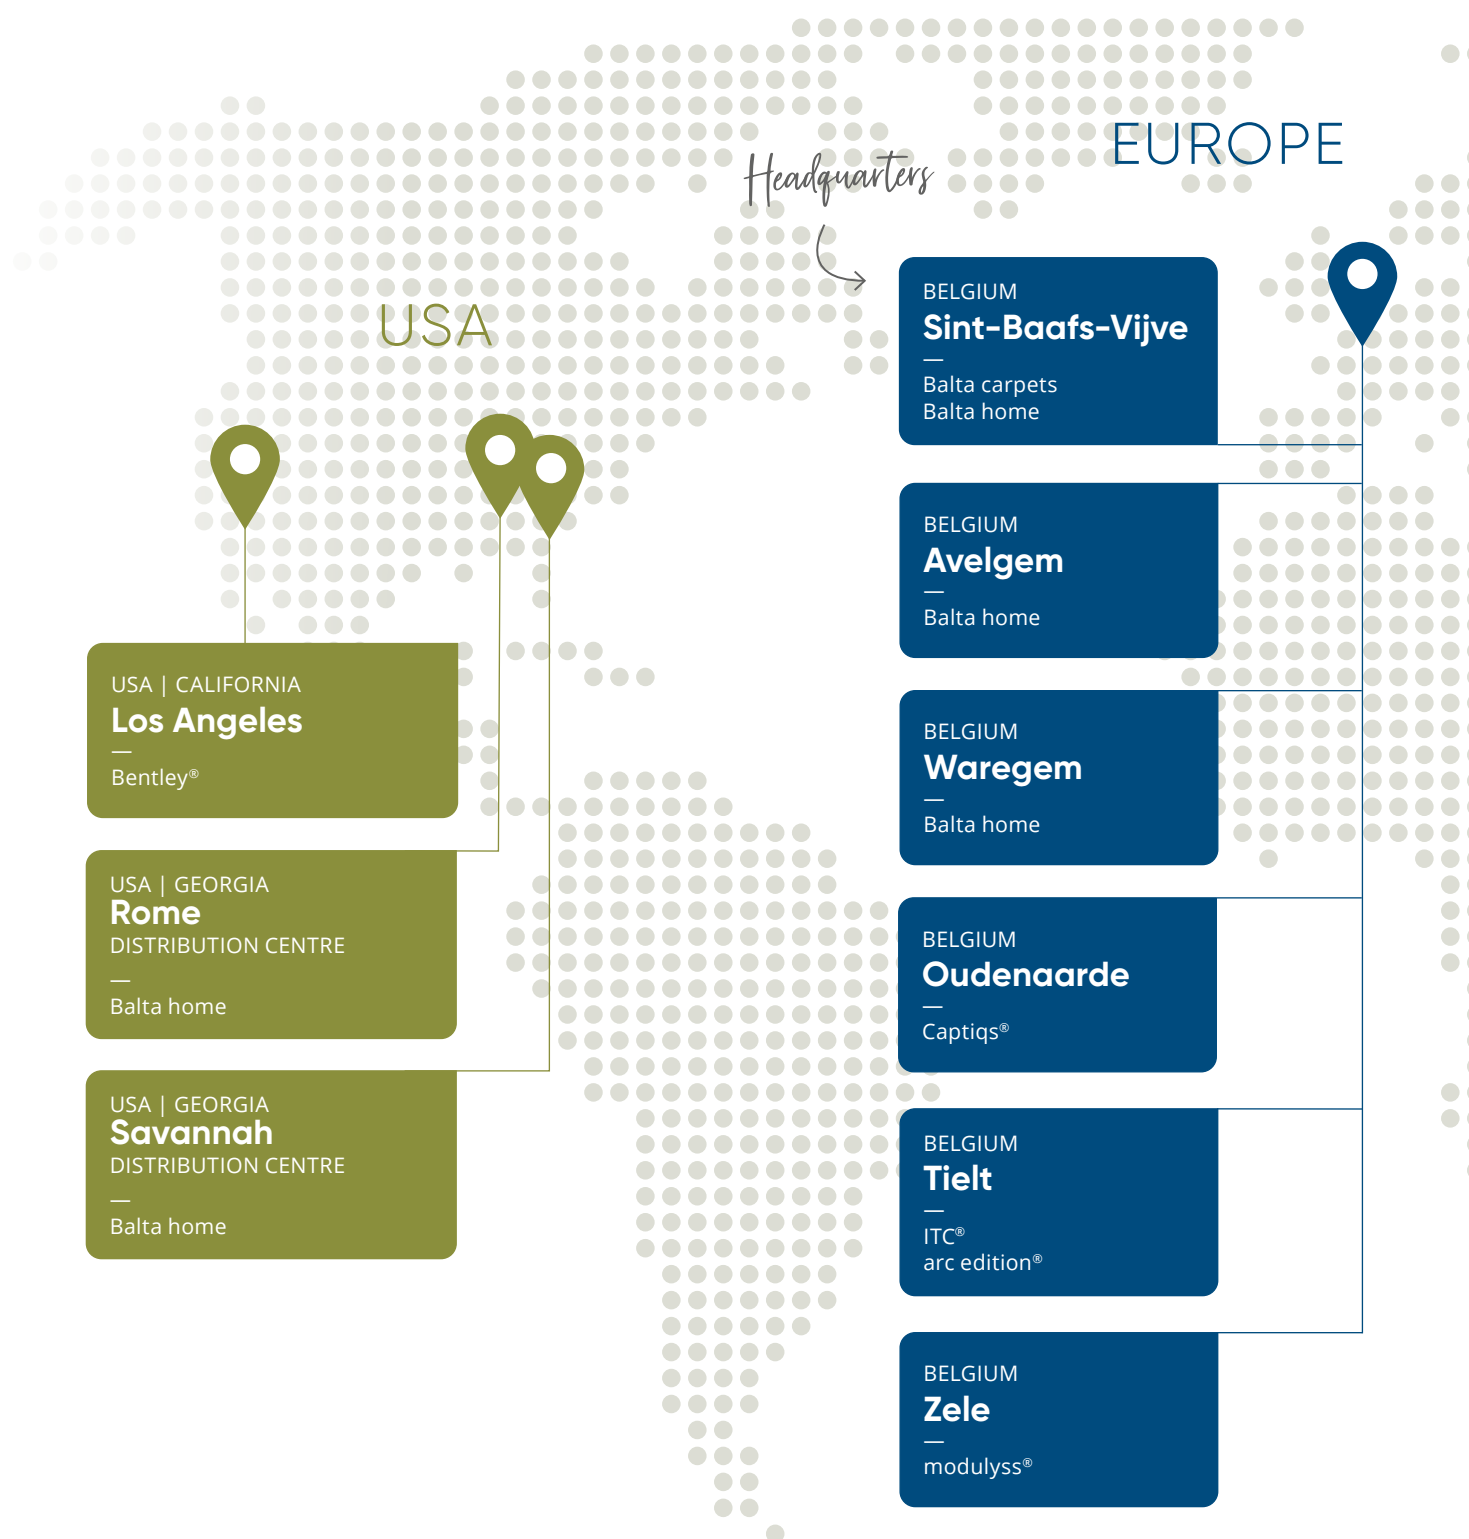 EUROPE
Headquarters
USA
BELGIUM
Sint-Baafs-Vijve
—
Balta carpets
Balta home
BELGIUM
Avelgem
—
Balta home
BELGIUM
Waregem
—
Balta home
BELGIUM
Oudenaarde
—
Captiqs®
BELGIUM
Tielt
—
ITC®
arc edition®
BELGIUM
Zele
—
modulyss®
USA | CALIFORNIA
Los Angeles
—
Bentley®
USA | GEORGIA
Rome
DISTRIBUTION CENTRE
—
Balta home
USA | GEORGIA
Savannah
DISTRIBUTION CENTRE
—
Balta home